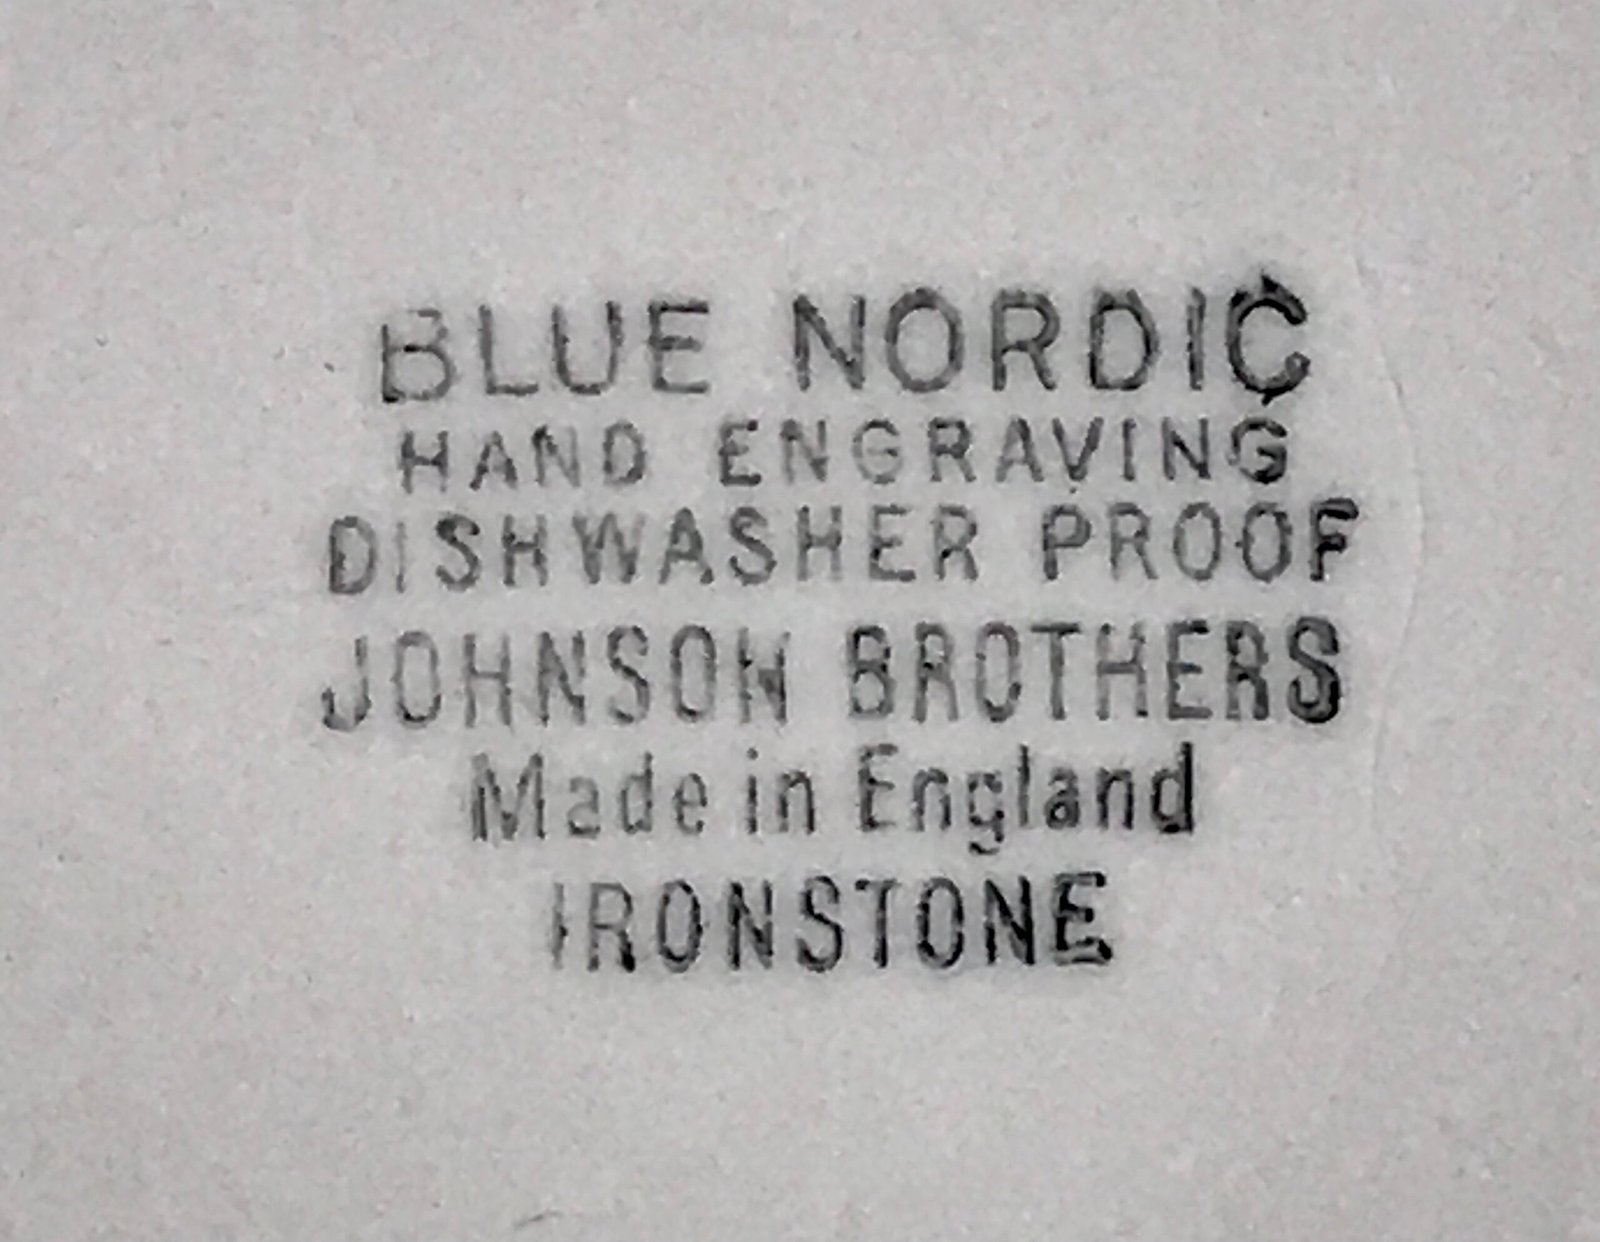 BLUE NORDIC
HAND ENGRAVING
DISHWASHER PROOF
JOHNSON BROTHERS
Made in England
IRONSTONE